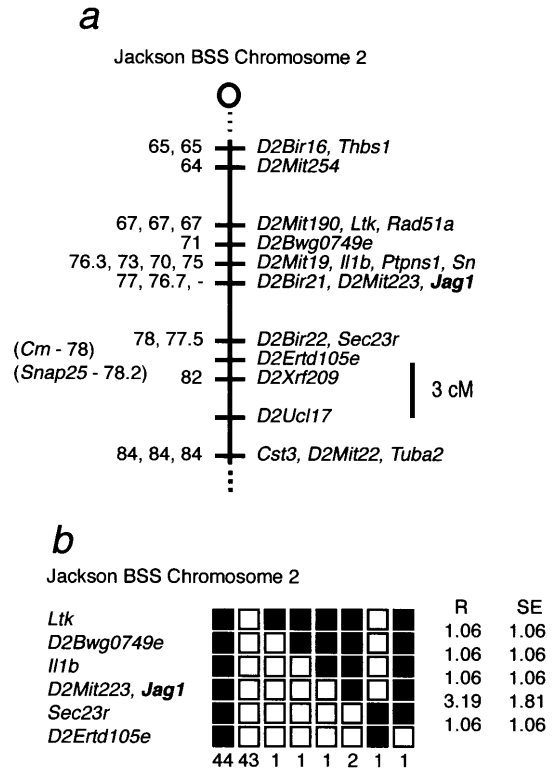 a
Jackson BSS Chromosome 2
65, 65 D2Bir16, Thbs1
64 D2Mit254
67, 67, 67 D2Mit190, Ltk, Rad51a
71 D2Bwg0749e
76.3, 73, 70, 75 D2Mit19, Il1b, Ptpns1, Sn
77, 76.7, - D2Bir21, D2Mit223, Jag1
78, 77.5 D2Bir22, Sec23r
(Cm - 78) D2Ertd105e
(Snap25 - 78.2) 82 D2Xrf209
3 cM
D2Ucl17
84, 84, 84 Cst3, D2Mit22, Tuba2
b
Jackson BSS Chromosome 2
R SE
Ltk
1.06 1.06
D2Bwg0749e
1.06 1.06
Il1b
1.06 1.06
D2Mit223, Jag1
3.19 1.81
Sec23r
1.06 1.06
D2Ertd105e
44 43 1 1 1 2 1 1